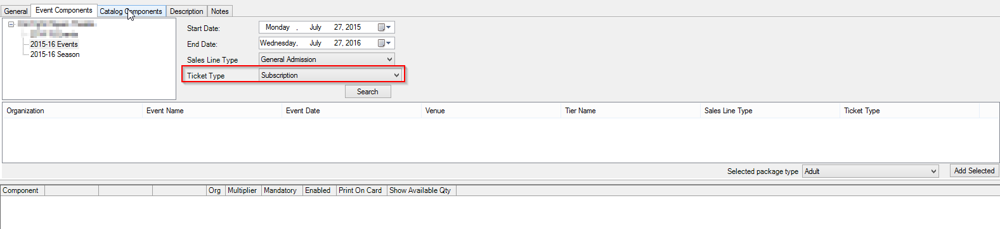 General Event Components Catalog Components Description Notes
2015-16 Events
2015-16 Season
Start Date: Monday , July 27, 2015
End Date: Wednesday, July 27, 2016
Sales Line Type General Admission
Ticket Type Subscription
Search
Organization Event Name Event Date Venue Tier Name Sales Line Type Ticket Type
Selected package type Adult Add Selected
Component Org Multiplier Mandatory Enabled Print On Card Show Available Qty